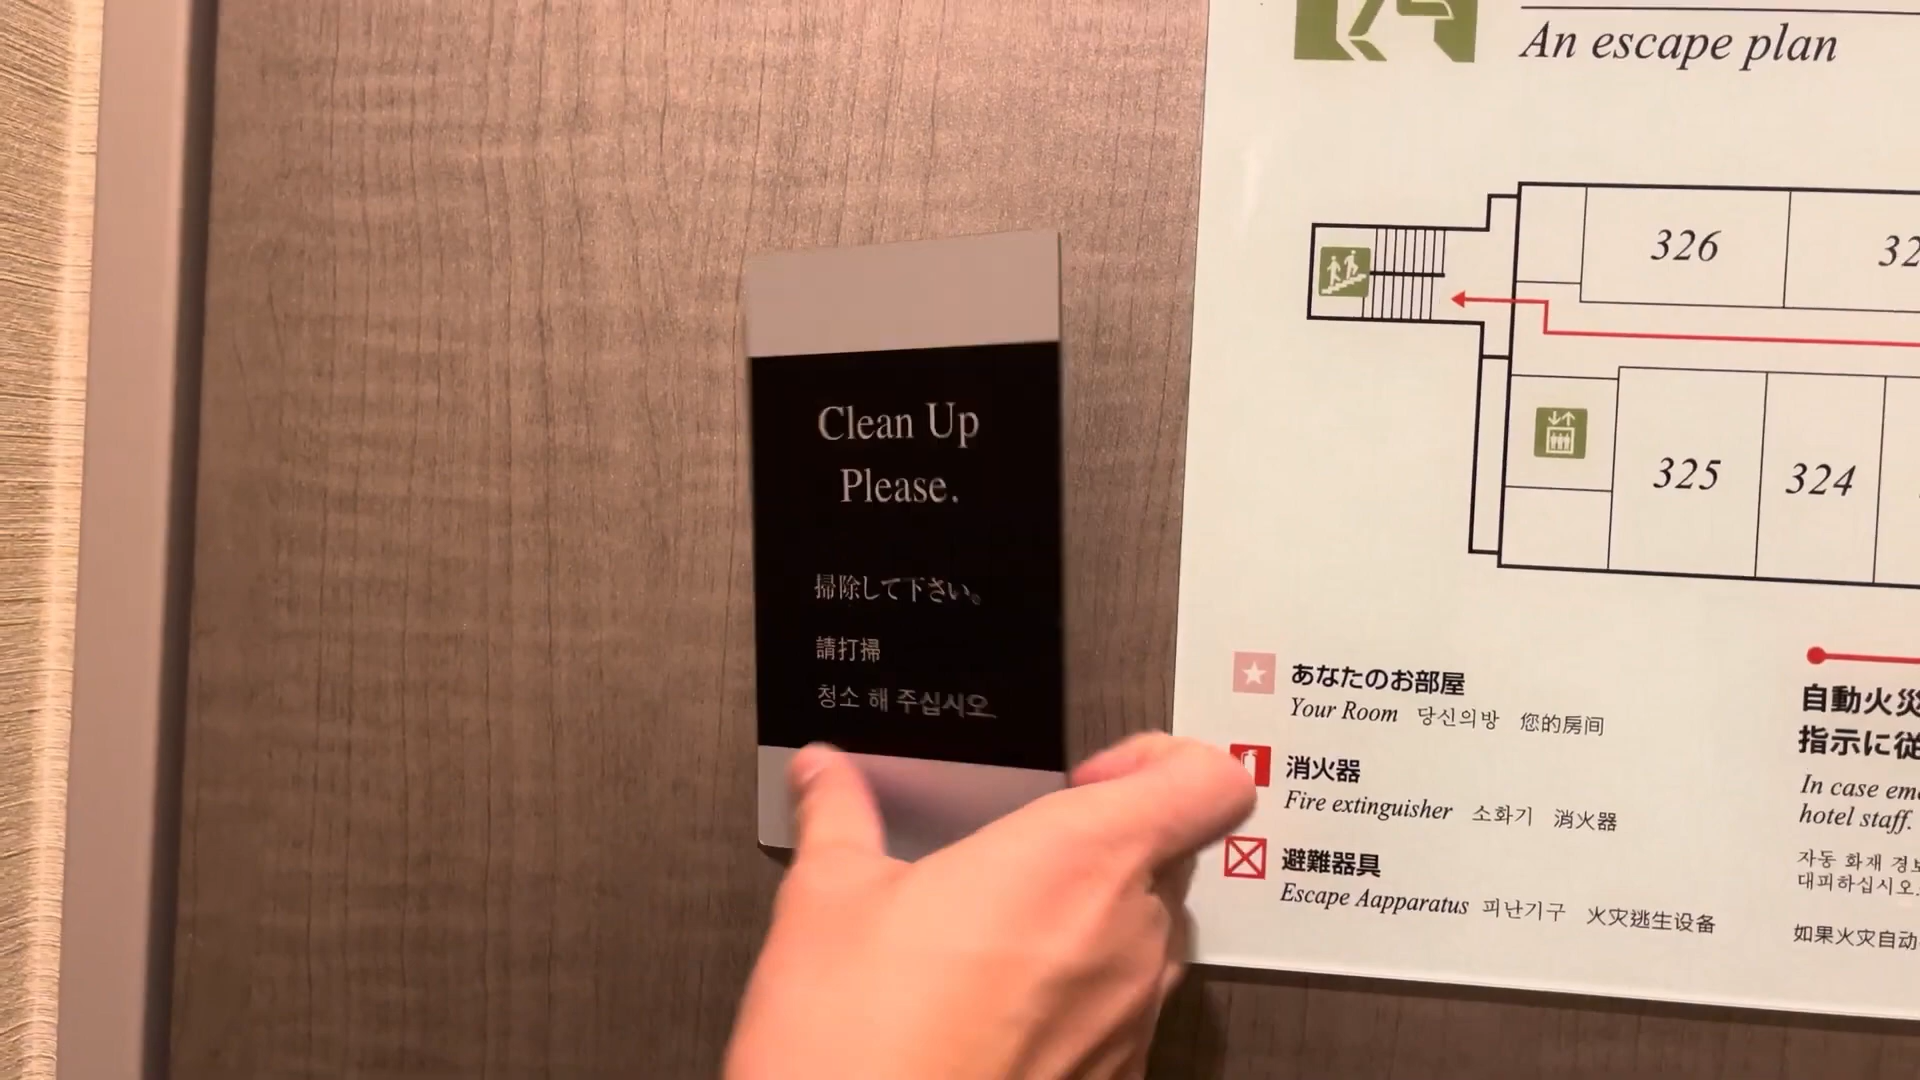 An escape plan
326
325
324
Clean Up
Please.
掃除して下さい。
請打掃
청소 해 주십시오.
あなたのお部屋
Your Room 당신의방 您的房间
消火器
Fire extinguisher 소화기 消火器
避難器具
Escape Aapparatus 피난기구 火灾逃生设备
自動火災
指示に従
In case
hotel staff.
자동 화재
대피하십시오.
如果火灾自动